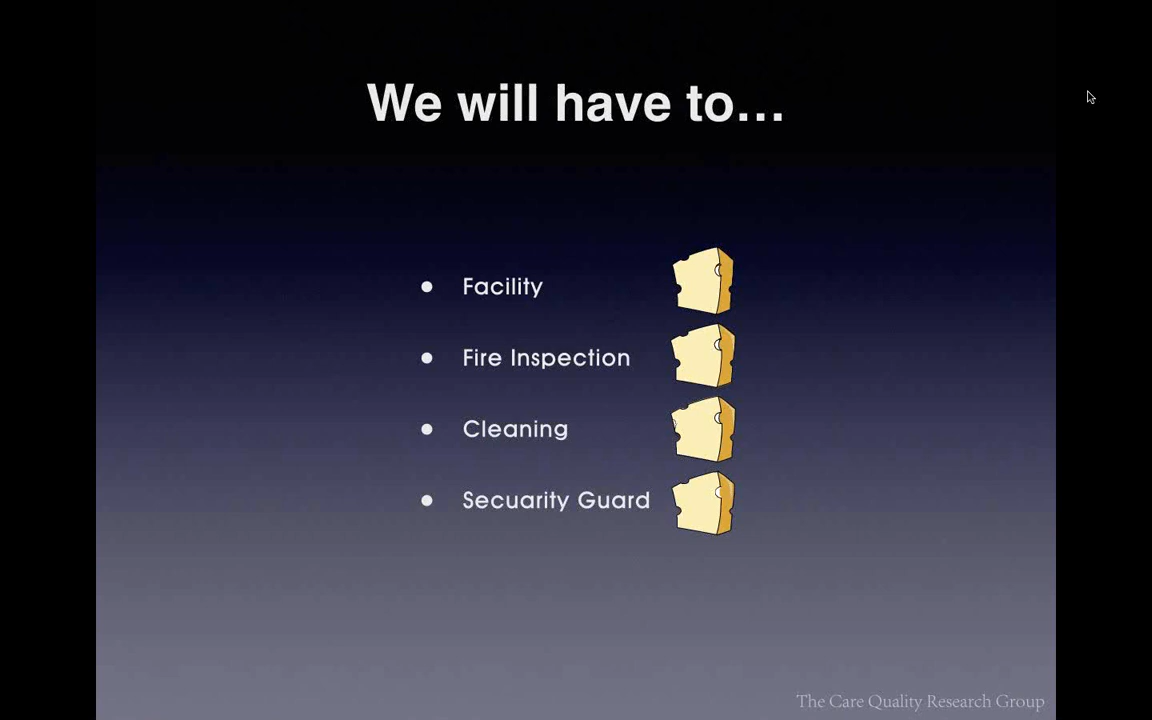 We will have to...
• Facility
• Fire Inspection
• Cleaning
• Secuarity Guard
The Care Quality Research Group